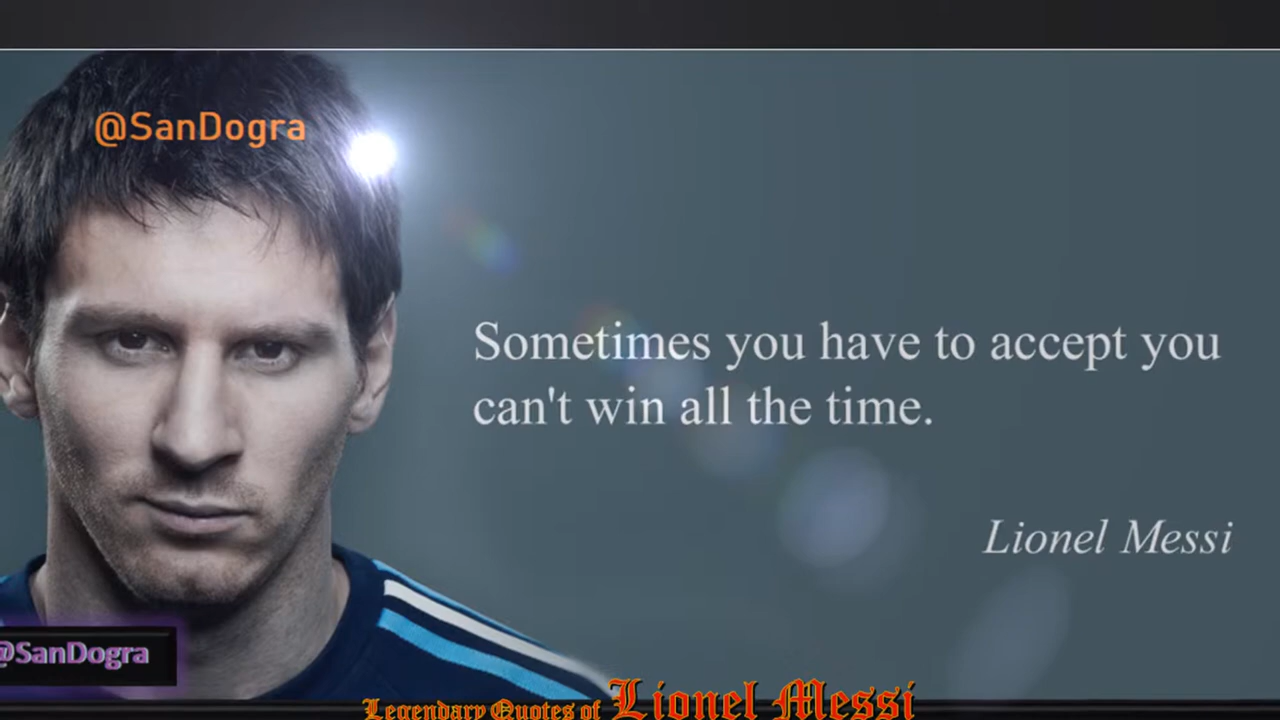 @SanDogra
Sometimes you have to accept you
can't win all the time.
Lionel Messi
@SanDogra
Legendary Quotes of Lionel Messi